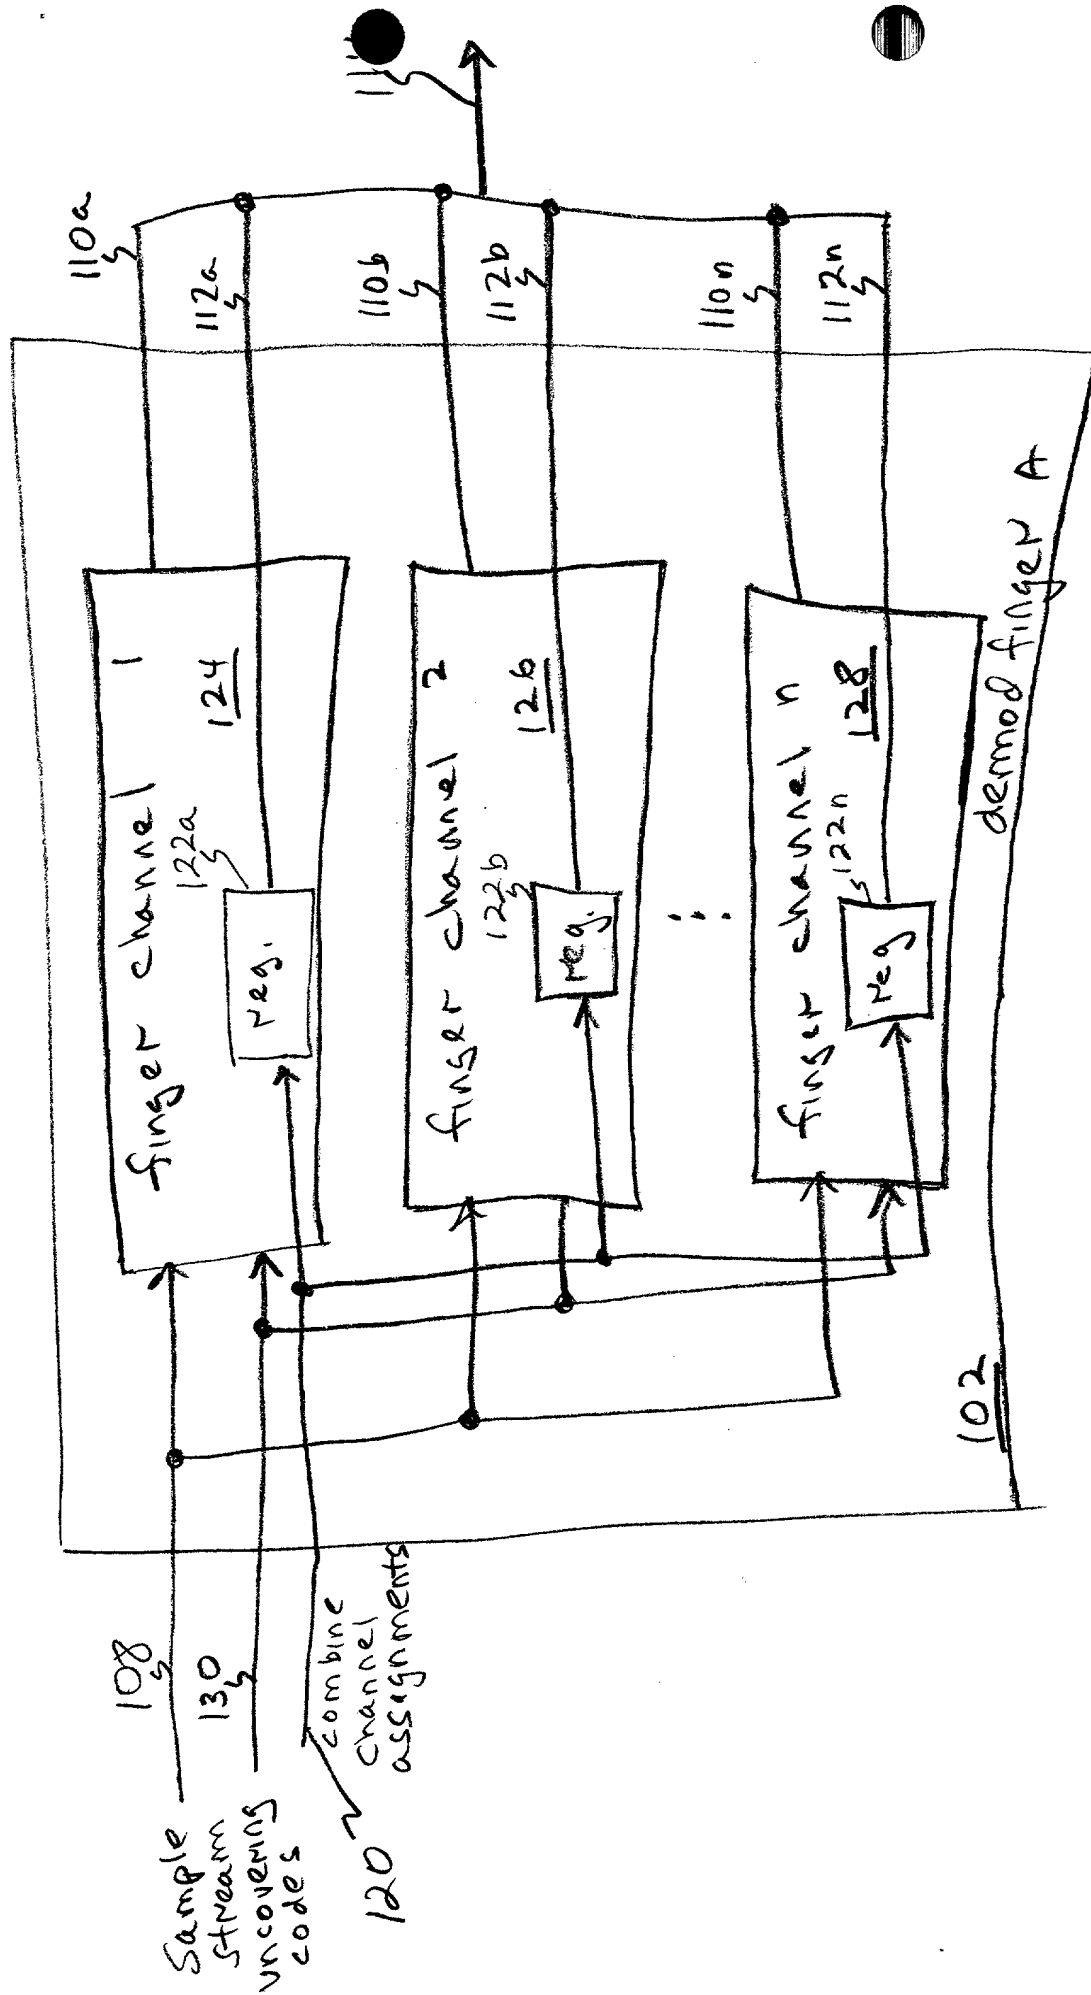 110a
112a
110b
112b
110n
112n
finger channel 1
122a
124
reg.
finger channel 2
122b
126
reg.
finger channel n
122n
128
reg
demod finger A
102
108
Sample
stream
130
uncovering
codes
combine
channel
assignments
120